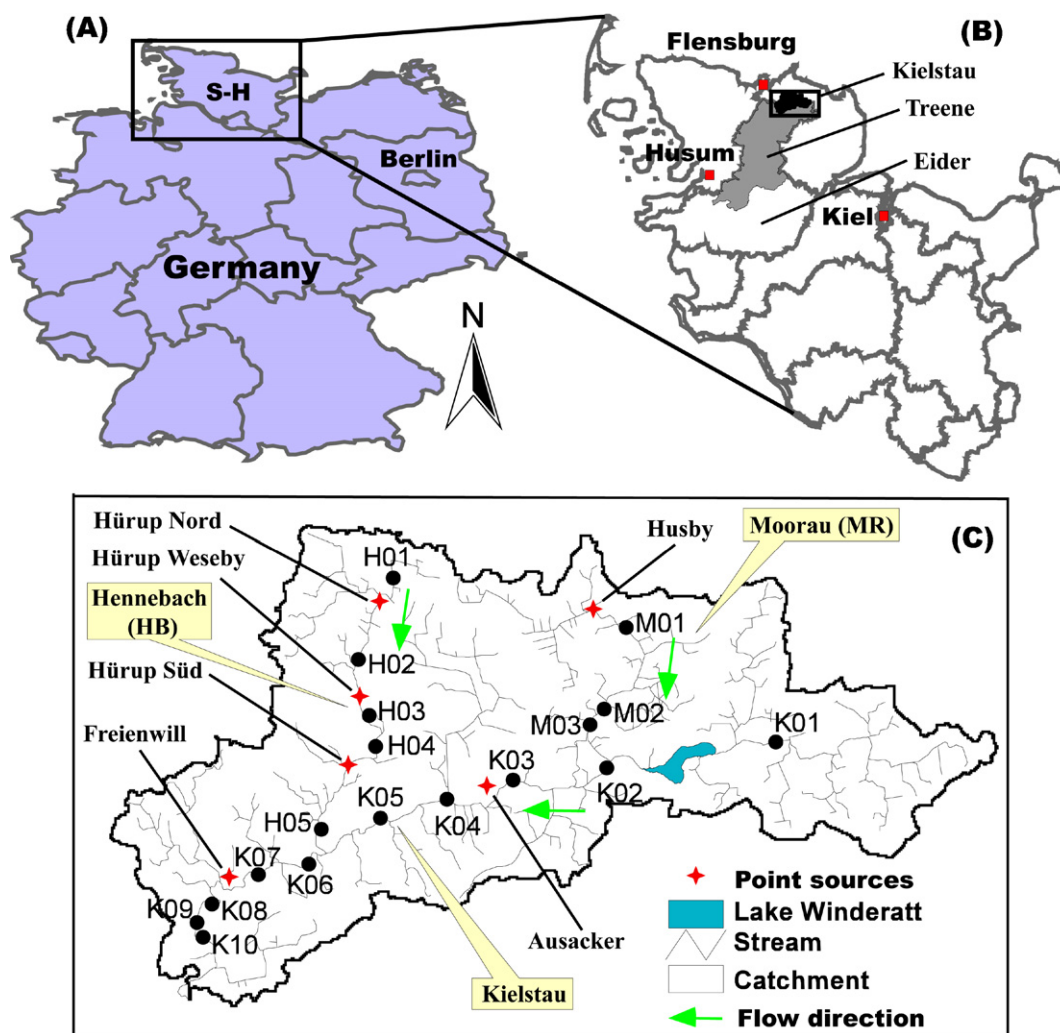 (A)
S-H
Berlin
Germany
N
(B)
Flensburg
Kielstau
Treene
Husum
Eider
Kiel
(C)
Hürup Nord
Hürup Weseby
Hennebach
(HB)
Hürup Süd
Freienwill
Husby
Moorau (MR)
H01
H02
H03
H04
H05
M01
M02
M03
K01
K02
K03
K04
K05
K06
K07
K08
K09
K10
Ausacker
Kielstau
Point sources
Lake Winderatt
Stream
Catchment
Flow direction